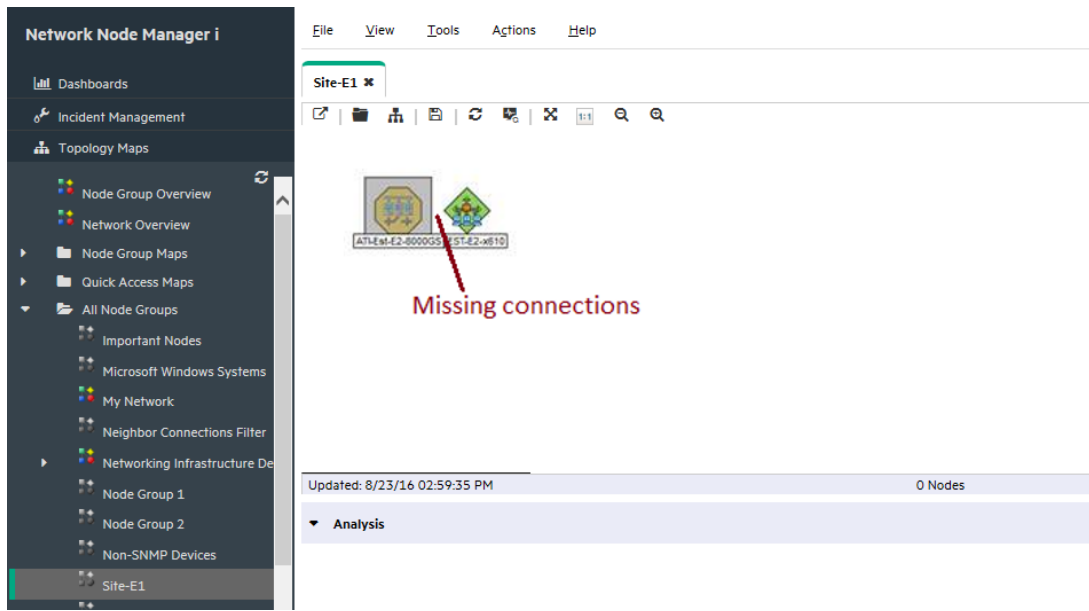 Network Node Manager i
File View Tools Actions Help
Dashboards
Incident Management
Topology Maps
Node Group Overview
Network Overview
Node Group Maps
Quick Access Maps
All Node Groups
Important Nodes
Microsoft Windows Systems
My Network
Neighbor Connections Filter
Networking Infrastructure De
Node Group 1
Node Group 2
Non-SNMP Devices
Site-E1
Site-E1 ✖
1:1
ATI-Est-E2-8000GS EST-E2-x610
Missing connections
Updated: 8/23/16 02:59:35 PM 0 Nodes
Analysis